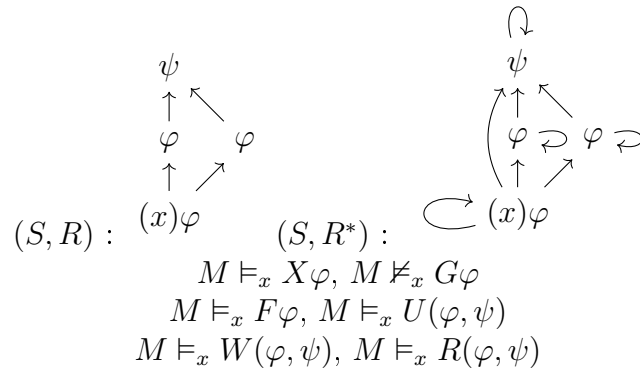 ψ ψ
φ φ φ φ
(S, R) : (x)φ (S, R*) : (x)φ
M ⊨ₓ Xφ, M ⊭ₓ Gφ
M ⊨ₓ Fφ, M ⊨ₓ U(φ, ψ)
M ⊨ₓ W(φ, ψ), M ⊨ₓ R(φ, ψ)